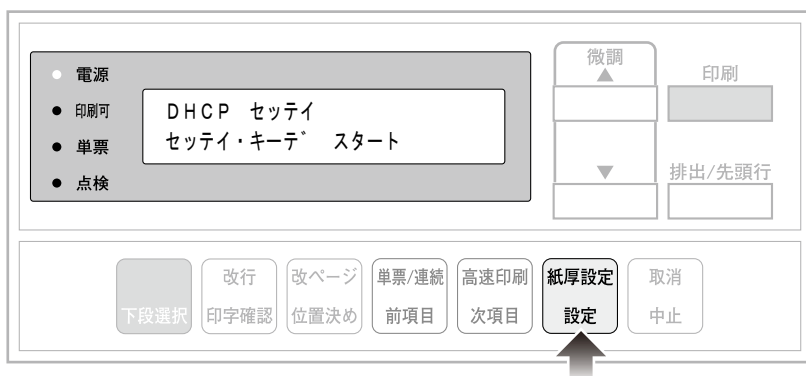 電源
印刷可
単票
点検
DHCP セッテイ
セッテイ・キーデ゛ スタート
微調
▲
▼
印刷
排出/先頭行
下段選択
改行
印字確認
改ページ
位置決め
単票/連続
前項目
高速印刷
次項目
紙厚設定
設定
取消
中止